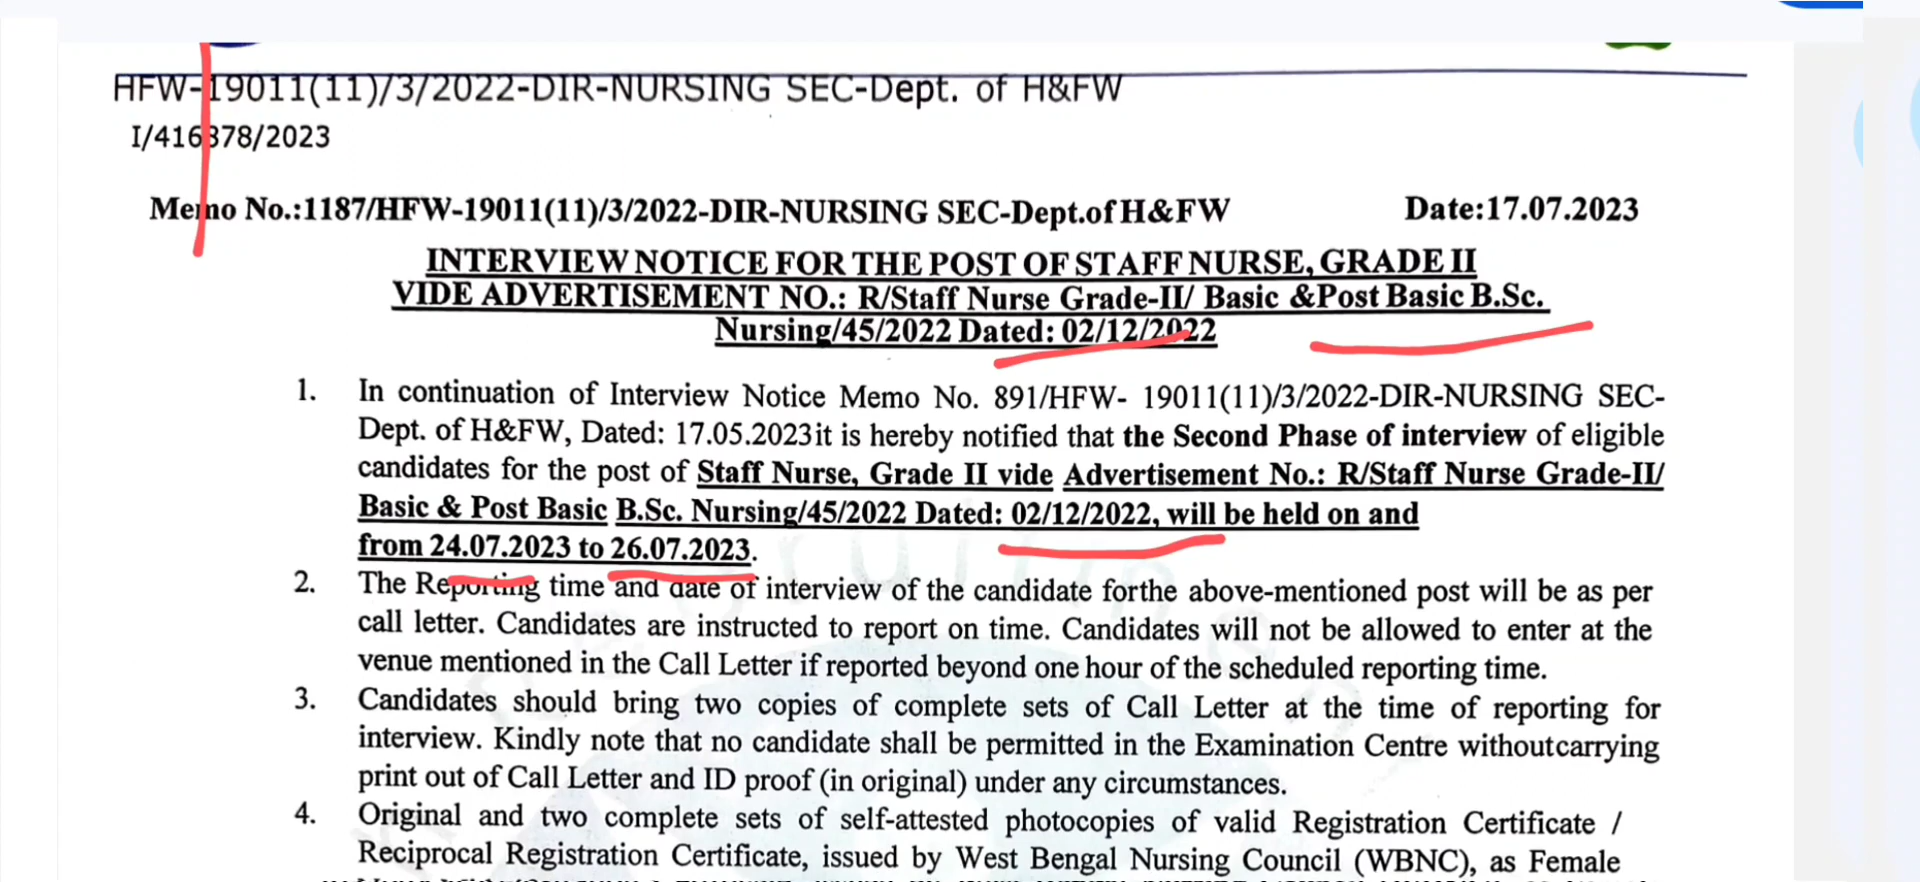 HFW-19011(11)/3/2022-DIR-NURSING SEC-Dept. of H&FW
I/416378/2023
Memo No.:1187/HFW-19011(11)/3/2022-DIR-NURSING SEC-Dept.of H&FW Date:17.07.2023
INTERVIEW NOTICE FOR THE POST OF STAFF NURSE, GRADE II
VIDE ADVERTISEMENT NO.: R/Staff Nurse Grade-II/ Basic &Post Basic B.Sc.
Nursing/45/2022 Dated: 02/12/2022
1. In continuation of Interview Notice Memo No. 891/HFW- 19011(11)/3/2022-DIR-NURSING SEC-
Dept. of H&FW, Dated: 17.05.2023it is hereby notified that the Second Phase of interview of eligible
candidates for the post of Staff Nurse, Grade II vide Advertisement No.: R/Staff Nurse Grade-II/
Basic & Post Basic B.Sc. Nursing/45/2022 Dated: 02/12/2022, will be held on and
from 24.07.2023 to 26.07.2023.
2. The Reporting time and date of interview of the candidate forthe above-mentioned post will be as per
call letter. Candidates are instructed to report on time. Candidates will not be allowed to enter at the
venue mentioned in the Call Letter if reported beyond one hour of the scheduled reporting time.
3. Candidates should bring two copies of complete sets of Call Letter at the time of reporting for
interview. Kindly note that no candidate shall be permitted in the Examination Centre withoutcarrying
print out of Call Letter and ID proof (in original) under any circumstances.
4. Original and two complete sets of self-attested photocopies of valid Registration Certificate /
Reciprocal Registration Certificate, issued by West Bengal Nursing Council (WBNC), as Female